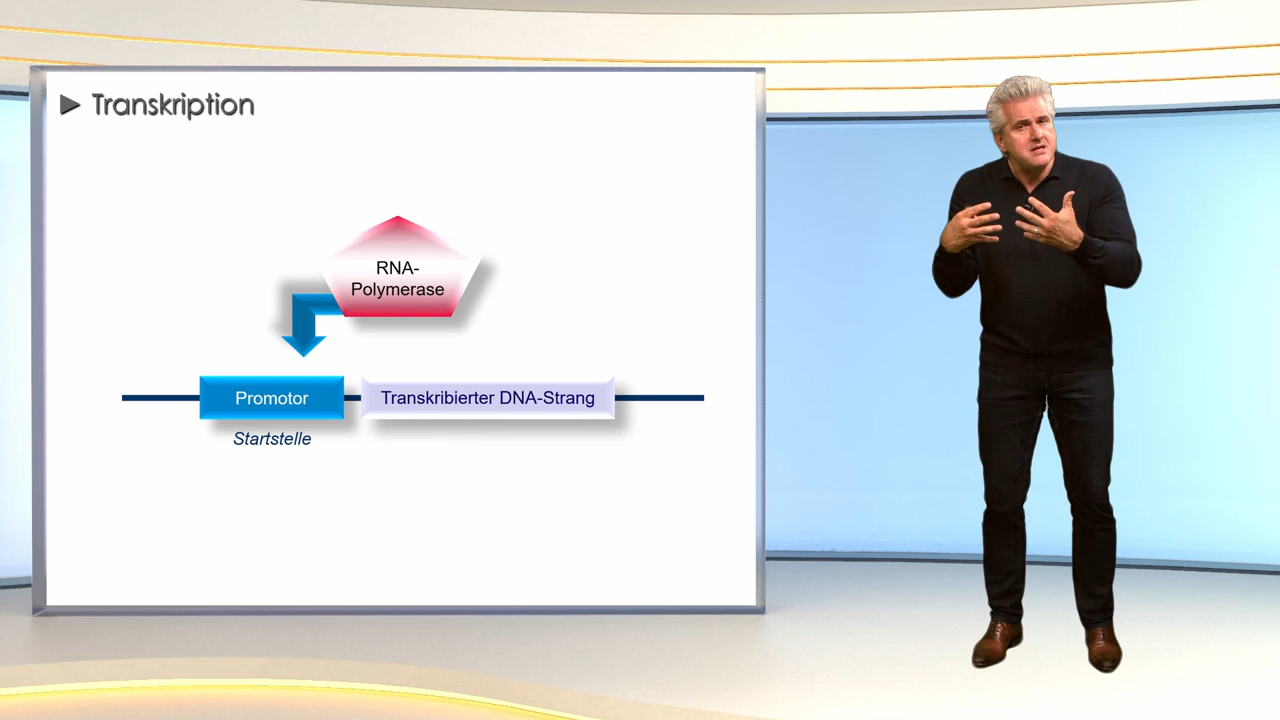 Transkription
RNA-
Polymerase
Promotor
Transkribierter DNA-Strang
Startstelle